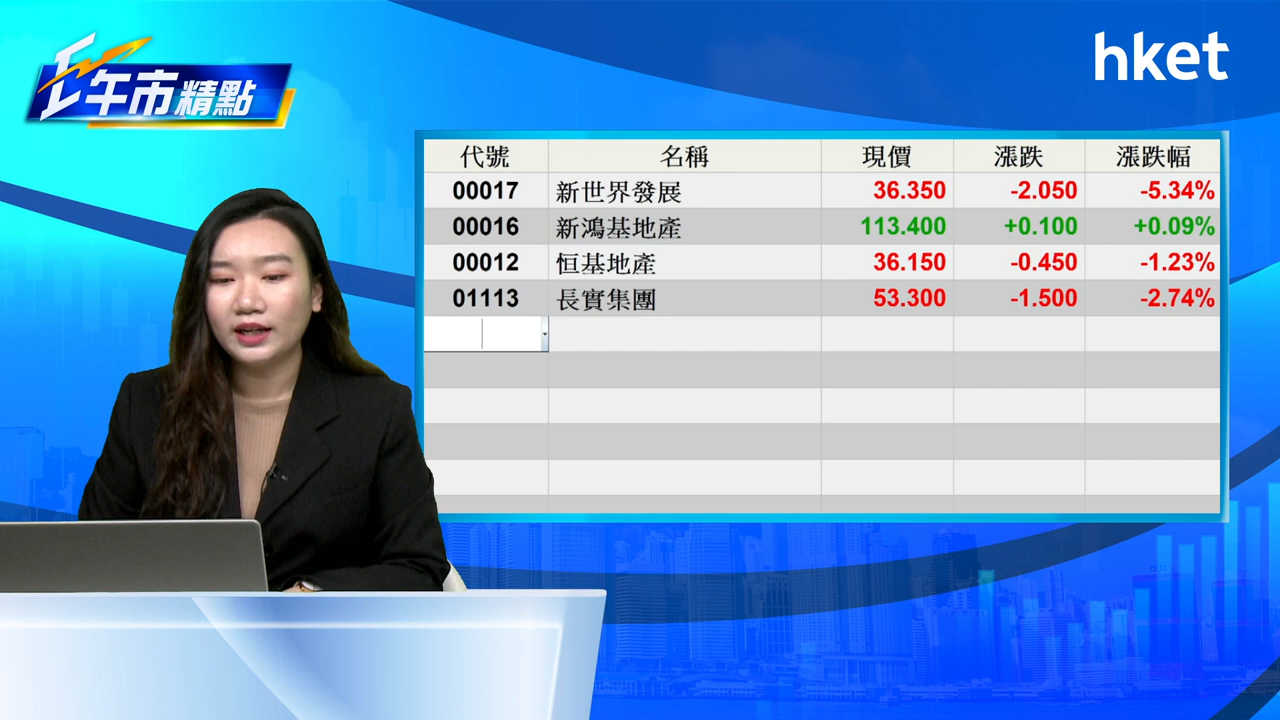 午市精點
hket
代號 名稱 現價 漲跌 漲跌幅
00017 新世界發展 36.350 -2.050 -5.34%
00016 新鴻基地產 113.400 +0.100 +0.09%
00012 恒基地產 36.150 -0.450 -1.23%
01113 長實集團 53.300 -1.500 -2.74%